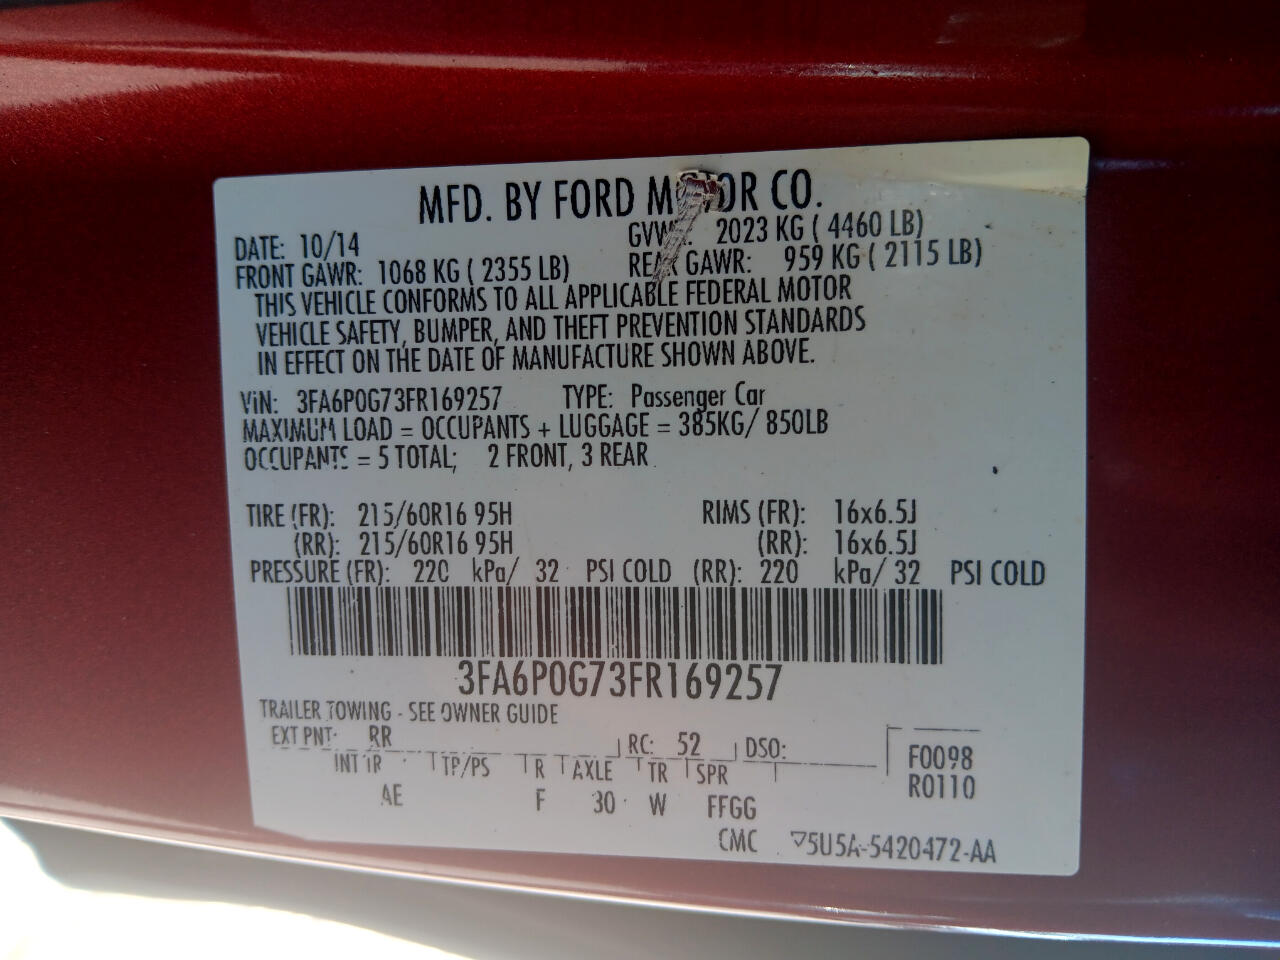 MFD. BY FORD MOTOR CO.
DATE: 10/14 GVWR: 2023 KG ( 4460 LB)
FRONT GAWR: 1068 KG ( 2355 LB) REAR GAWR: 959 KG ( 2115 LB)
THIS VEHICLE CONFORMS TO ALL APPLICABLE FEDERAL MOTOR
VEHICLE SAFETY, BUMPER, AND THEFT PREVENTION STANDARDS
IN EFFECT ON THE DATE OF MANUFACTURE SHOWN ABOVE.
VIN: 3FA6P0G73FR169257 TYPE: Passenger Car
MAXIMUM LOAD = OCCUPANTS + LUGGAGE = 385KG/ 850LB
OCCUPANTS = 5 TOTAL; 2 FRONT, 3 REAR
TIRE (FR): 215/60R16 95H RIMS (FR): 16x6.5J
(RR): 215/60R16 95H (RR): 16x6.5J
PRESSURE (FR): 220 kPa/ 32 PSI COLD (RR): 220 kPa/ 32 PSI COLD
3FA6P0G73FR169257
TRAILER TOWING - SEE OWNER GUIDE
EXT PNT: RR RC: 52 DSO: F0098
INT TR TP/PS R AXLE TR SPR R0110
AE F 30 W FFGG
CMC 5U5A-5420472-AA